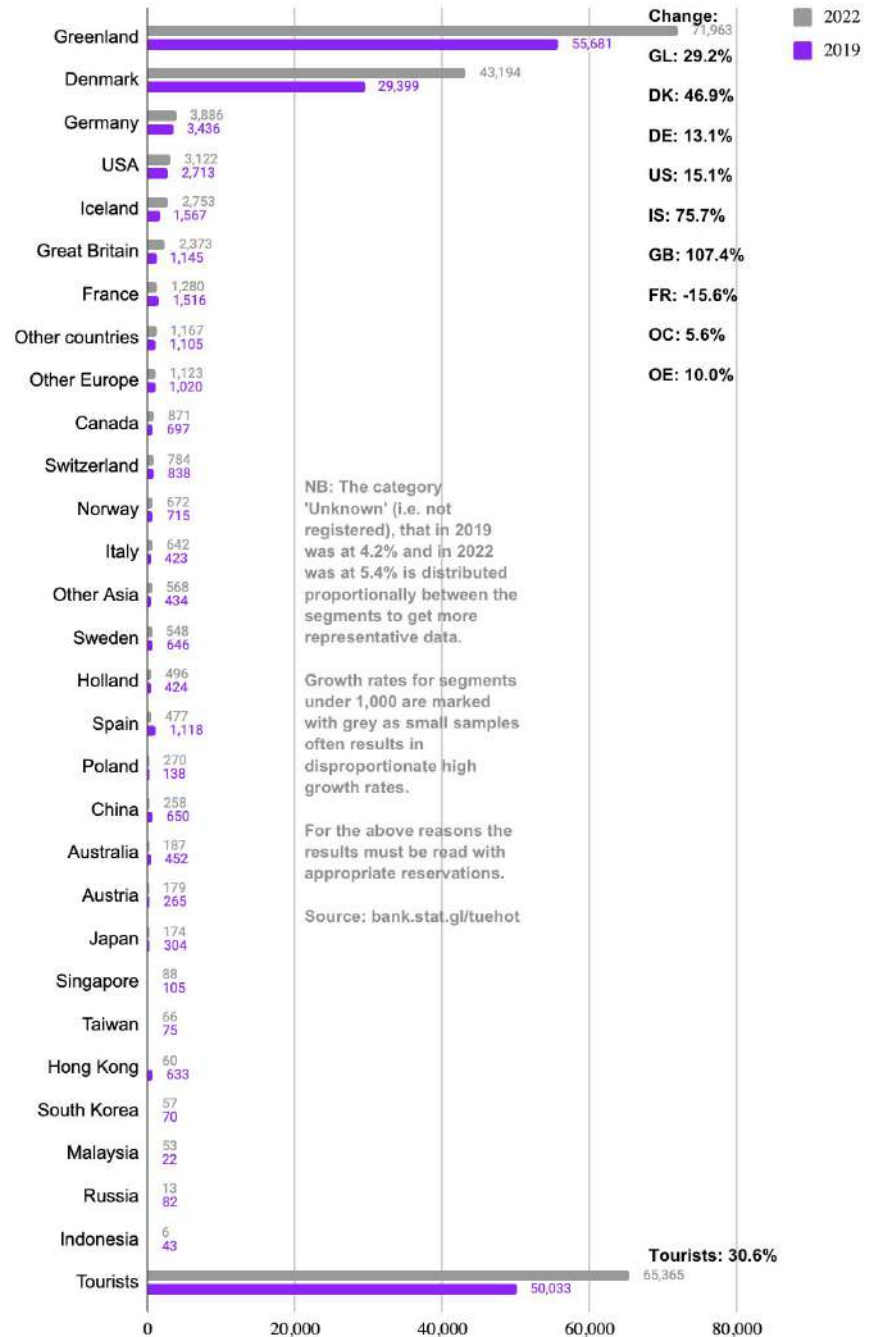 Change:
2022
2019
Greenland
71,963
55,681
GL: 29.2%
Denmark
43,194
29,399
DK: 46.9%
Germany
3,886
3,436
DE: 13.1%
USA
3,122
2,713
US: 15.1%
Iceland
2,753
1,567
IS: 75.7%
Great Britain
2,373
1,145
GB: 107.4%
France
1,280
1,516
FR: -15.6%
Other countries
1,167
1,105
OC: 5.6%
Other Europe
1,123
1,020
OE: 10.0%
Canada
871
697
Switzerland
784
838
Norway
672
715
Italy
642
423
Other Asia
568
434
Sweden
548
646
Holland
496
424
Spain
477
1,118
Poland
270
138
China
258
650
Australia
187
452
Austria
179
265
Japan
174
304
Singapore
88
105
Taiwan
66
75
Hong Kong
60
633
South Korea
57
70
Malaysia
53
22
Russia
13
82
Indonesia
6
43
Tourists
65,365
50,033
Tourists: 30.6%
NB: The category
'Unknown' (i.e. not
registered), that in 2019
was at 4.2% and in 2022
was at 5.4% is distributed
proportionally between the
segments to get more
representative data.
Growth rates for segments
under 1,000 are marked
with grey as small samples
often results in
disproportionate high
growth rates.
For the above reasons the
results must be read with
appropriate reservations.
Source: bank.stat.gl/tuehot
0
20,000
40,000
60,000
80,000